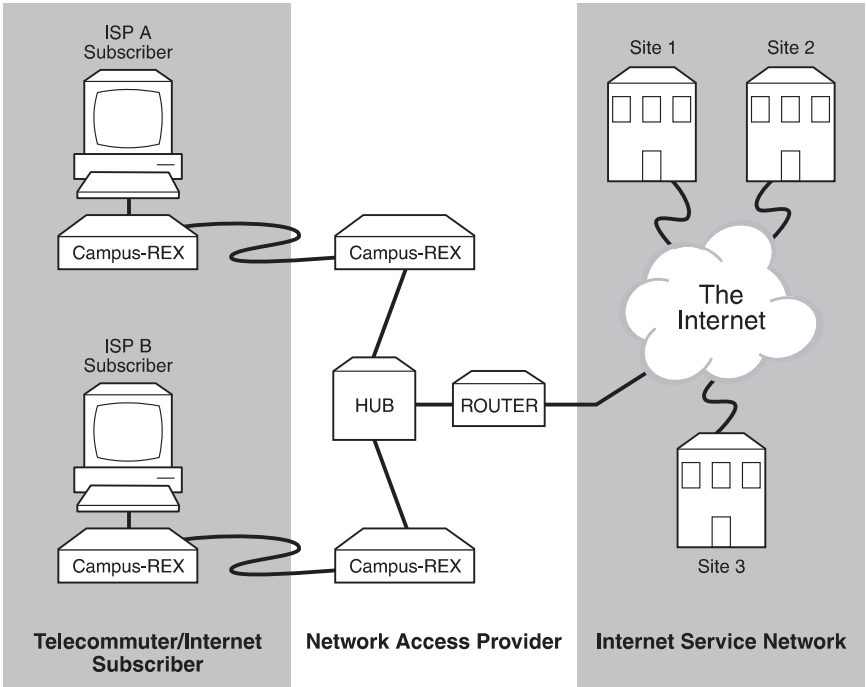 ISP A
Subscriber
Campus-REX
Campus-REX
ISP B
Subscriber
Campus-REX
Campus-REX
HUB
ROUTER
Site 1
Site 2
The
Internet
Site 3
Telecommuter/Internet
Subscriber
Network Access Provider
Internet Service Network